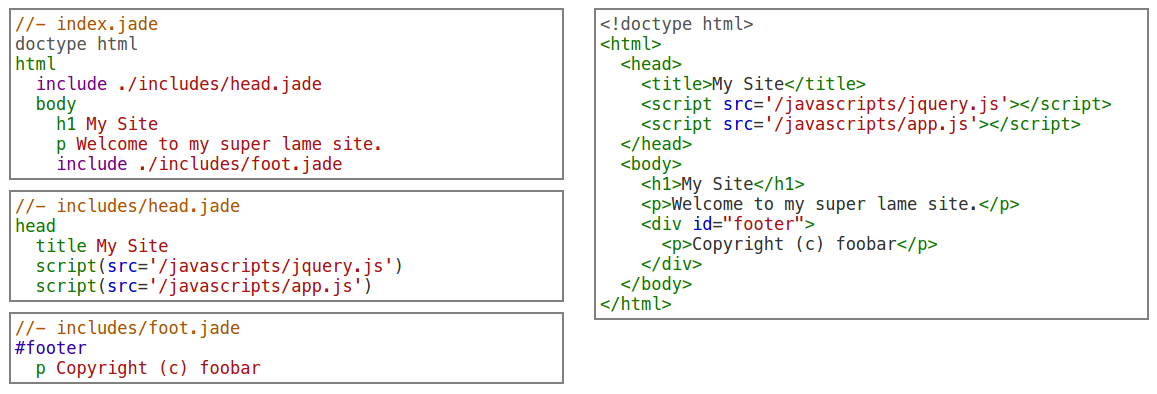 //- index.jade
doctype html
html
  include ./includes/head.jade
  body
    h1 My Site
    p Welcome to my super lame site.
    include ./includes/foot.jade
//- includes/head.jade
head
  title My Site
  script(src='/javascripts/jquery.js')
  script(src='/javascripts/app.js')
//- includes/foot.jade
#footer
  p Copyright (c) foobar
<!doctype html>
<html>
  <head>
    <title>My Site</title>
    <script src='/javascripts/jquery.js'></script>
    <script src='/javascripts/app.js'></script>
  </head>
  <body>
    <h1>My Site</h1>
    <p>Welcome to my super lame site.</p>
    <div id="footer">
      <p>Copyright (c) foobar</p>
    </div>
  </body>
</html>